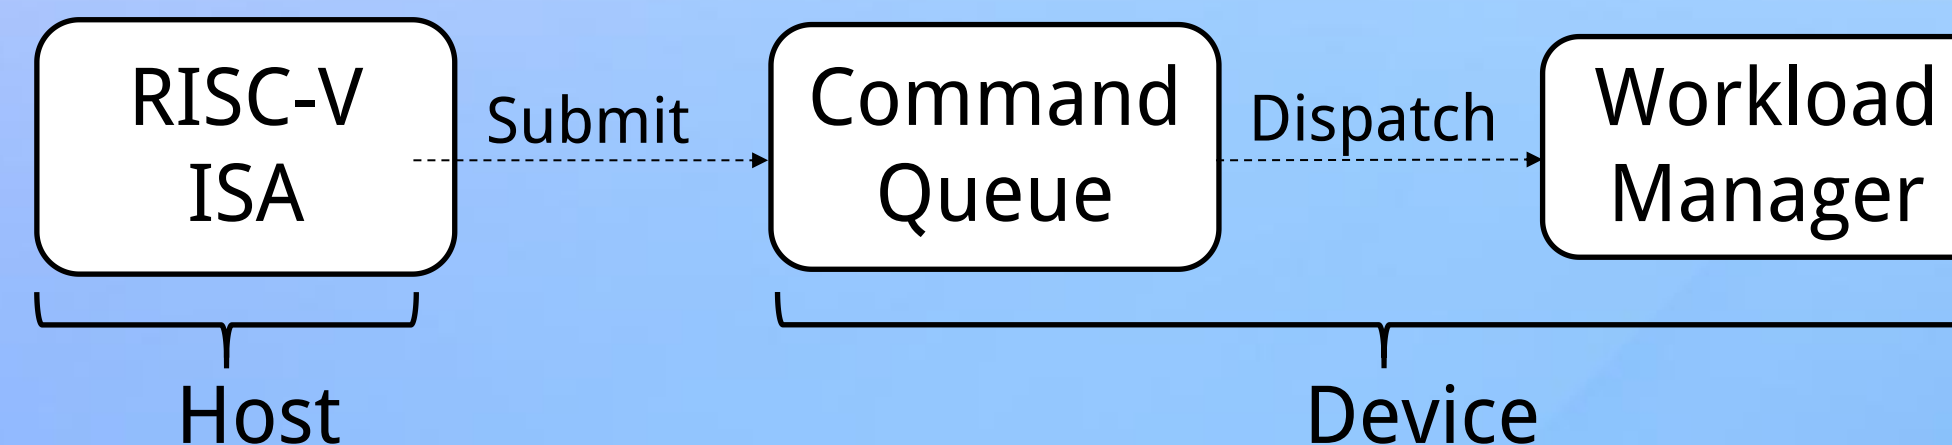 RISC-V
ISA
Submit
Command
Queue
Dispatch
Workload
Manager
Host
Device